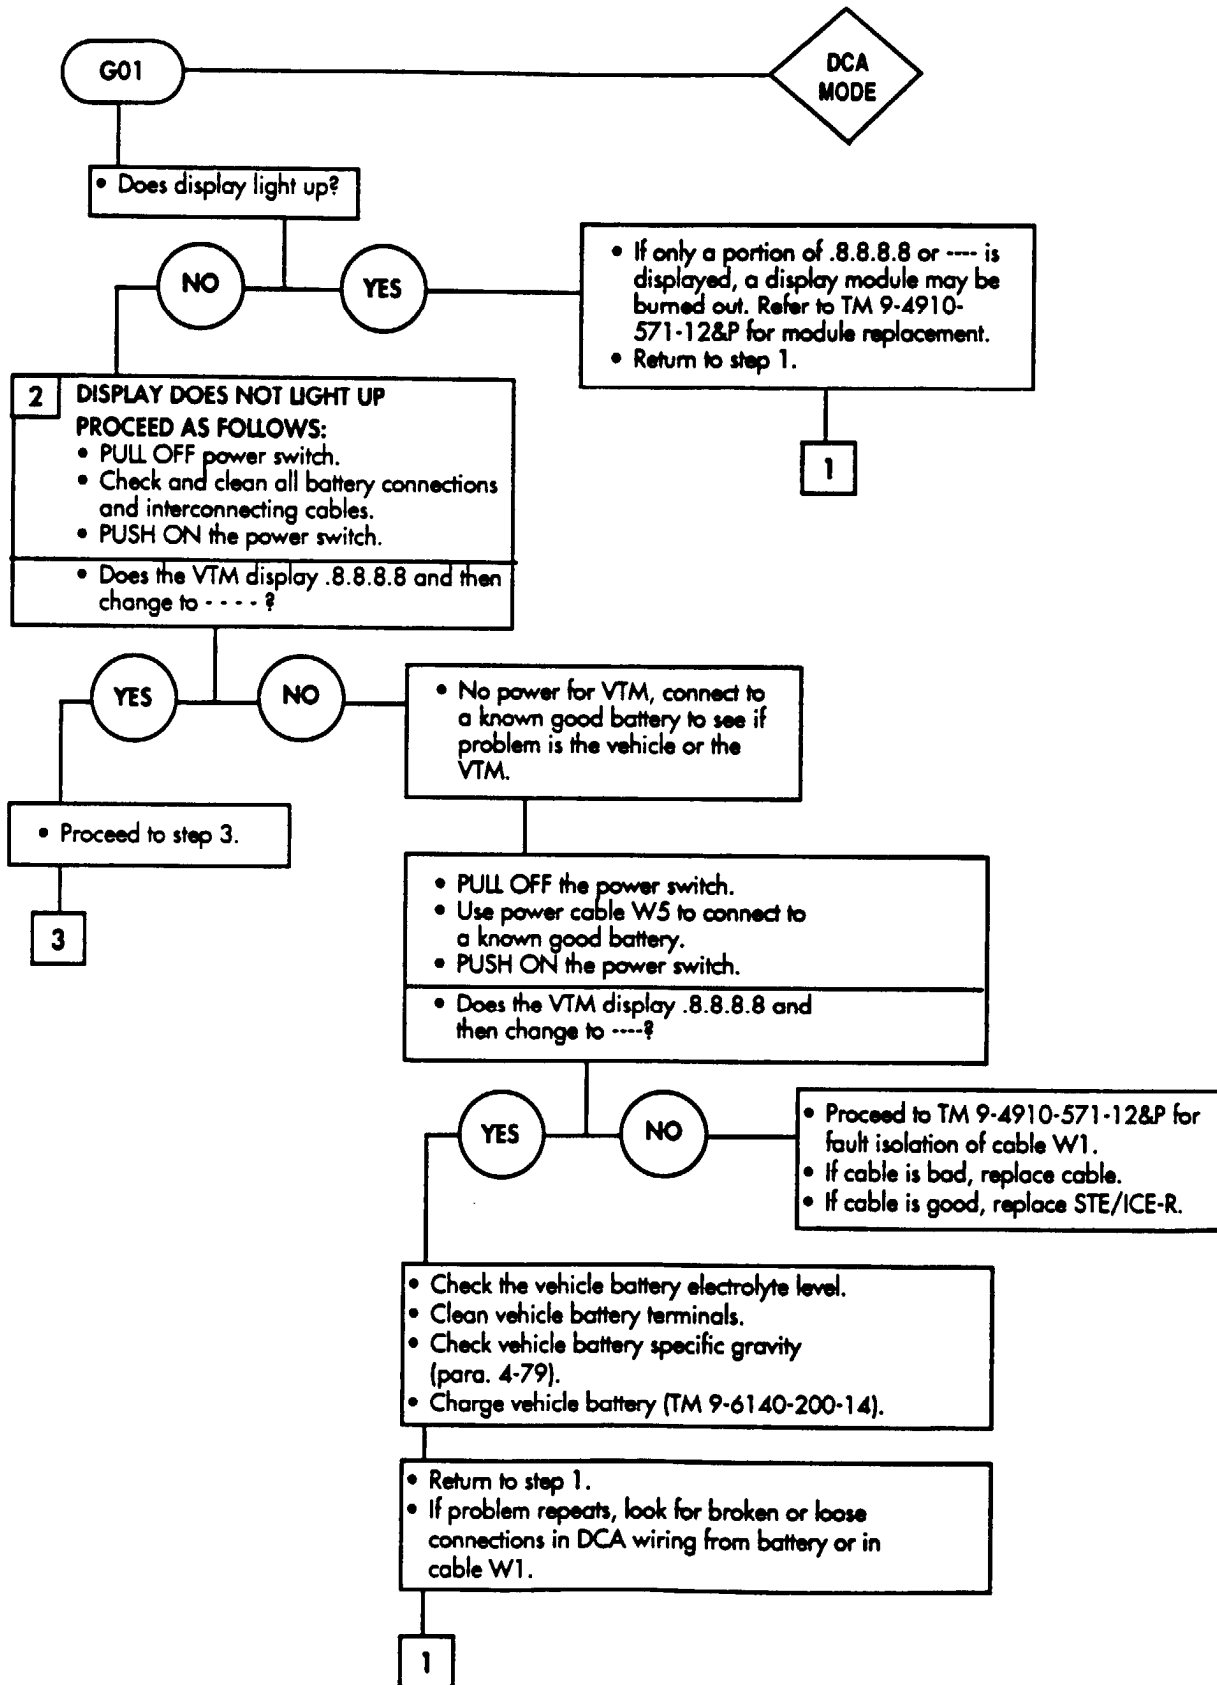 G01
DCA
MODE
• Does display light up?
NO
YES
• If only a portion of .8.8.8.8 or ---- is
displayed, a display module may be
burned out. Refer to TM 9-4910-
571-12&P for module replacement.
• Return to step 1.
1
2 DISPLAY DOES NOT LIGHT UP
PROCEED AS FOLLOWS:
• PULL OFF power switch.
• Check and clean all battery connections
and interconnecting cables.
• PUSH ON the power switch.
• Does the VTM display .8.8.8.8 and then
change to - - - - ?
YES
NO
• No power for VTM, connect to
a known good battery to see if
problem is the vehicle or the
VTM.
• Proceed to step 3.
3
• PULL OFF the power switch.
• Use power cable W5 to connect to
a known good battery.
• PUSH ON the power switch.
• Does the VTM display .8.8.8.8 and
then change to ----?
YES
NO
• Proceed to TM 9-4910-571-12&P for
fault isolation of cable W1.
• If cable is bad, replace cable.
• If cable is good, replace STE/ICE-R.
• Check the vehicle battery electrolyte level.
• Clean vehicle battery terminals.
• Check vehicle battery specific gravity
(para. 4-79).
• Charge vehicle battery (TM 9-6140-200-14).
• Return to step 1.
• If problem repeats, look for broken or loose
connections in DCA wiring from battery or in
cable W1.
1